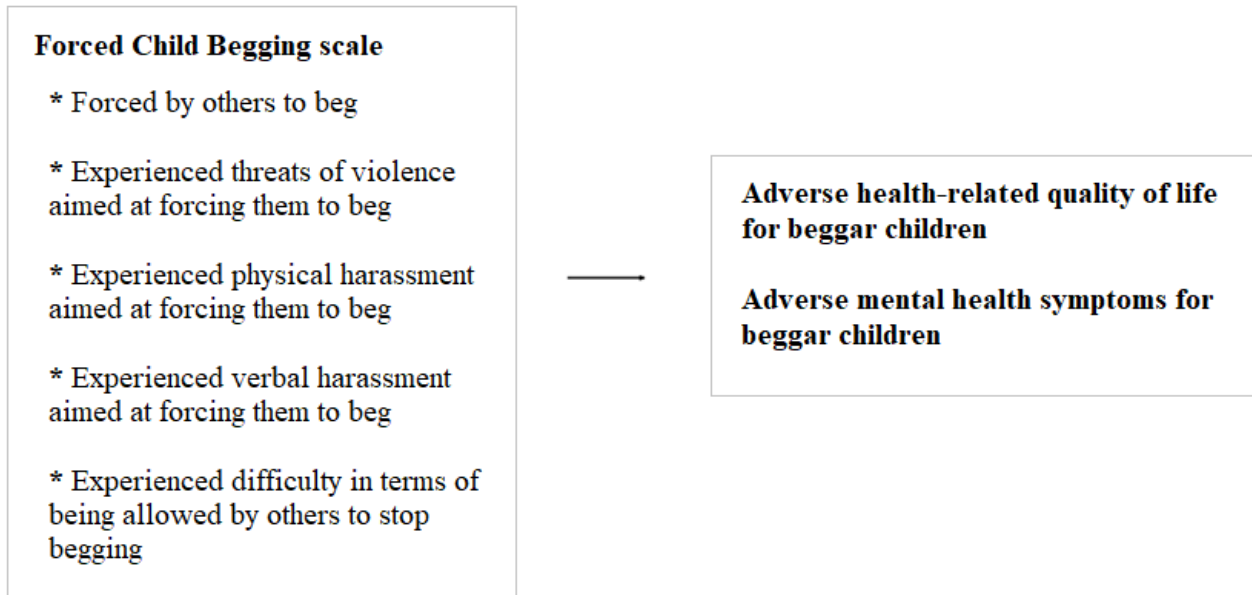 Forced Child Begging scale
* Forced by others to beg
* Experienced threats of violence
aimed at forcing them to beg
* Experienced physical harassment
aimed at forcing them to beg
* Experienced verbal harassment
aimed at forcing them to beg
* Experienced difficulty in terms of
being allowed by others to stop
begging
Adverse health-related quality of life
for beggar children
Adverse mental health symptoms for
beggar children